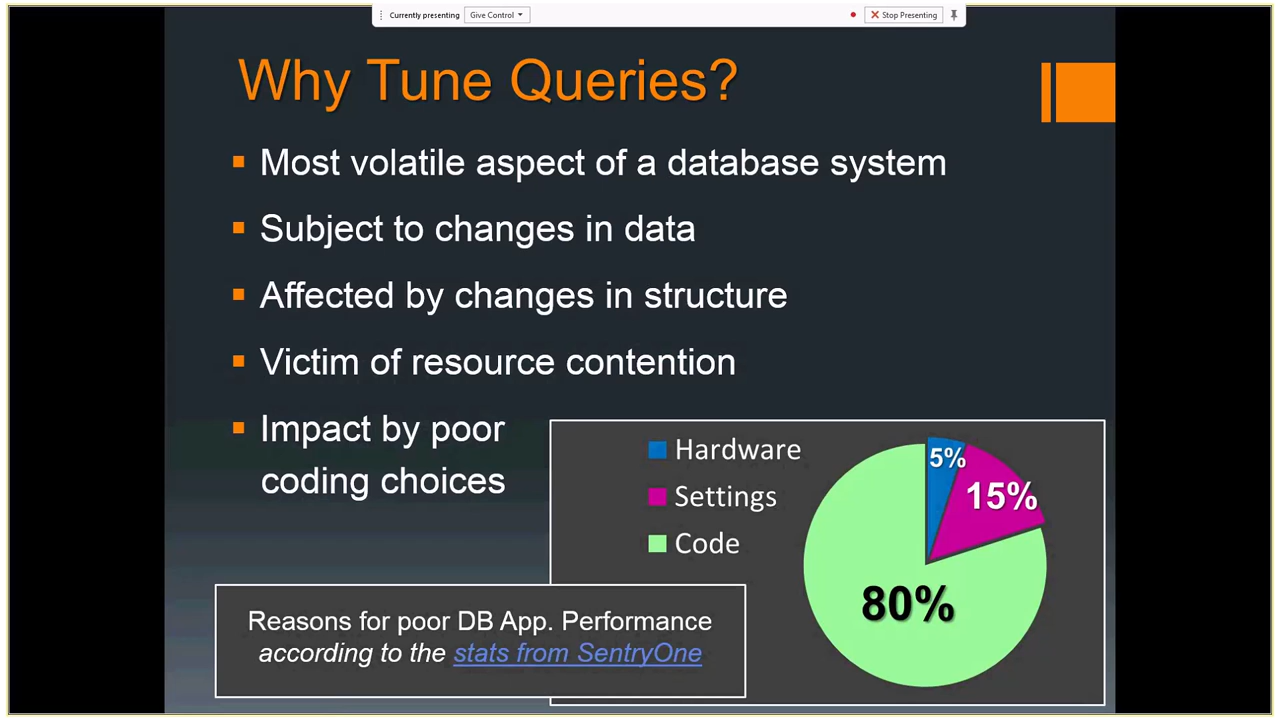 Currently presenting
Give Control
Stop Presenting
Why Tune Queries?
Most volatile aspect of a database system
Subject to changes in data
Affected by changes in structure
Victim of resource contention
Impact by poor
coding choices
Hardware
Settings
Code
5%
15%
80%
Reasons for poor DB App. Performance
according to the stats from SentryOne